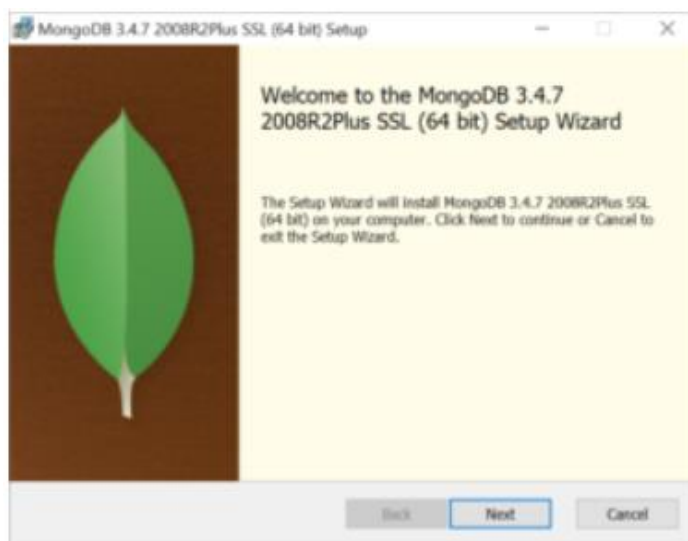 MongoDB 3.4.7 2008R2Plus SSL (64 bit) Setup
Welcome to the MongoDB 3.4.7
2008R2Plus SSL (64 bit) Setup Wizard
The Setup Wizard will install MongoDB 3.4.7 2008R2Plus SSL
(64 bit) on your computer. Click Next to continue or Cancel to
exit the Setup Wizard.
Back
Next
Cancel